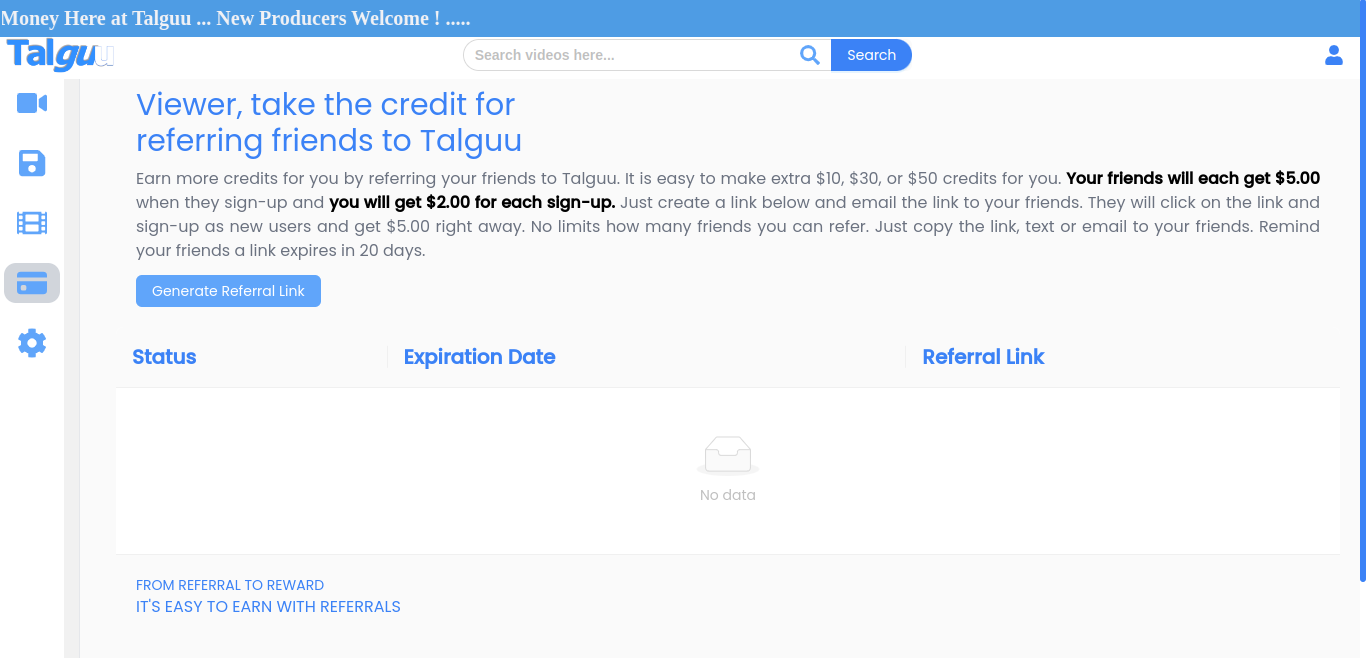 Money Here at Talguu ... New Producers Welcome ! .....
Talguu
Search videos here...
Search
Viewer, take the credit for
referring friends to Talguu
Earn more credits for you by referring your friends to Talguu. It is easy to make extra $10, $30, or $50 credits for you. Your friends will each get $5.00
when they sign-up and you will get $2.00 for each sign-up. Just create a link below and email the link to your friends. They will click on the link and
sign-up as new users and get $5.00 right away. No limits how many friends you can refer. Just copy the link, text or email to your friends. Remind
your friends a link expires in 20 days.
Generate Referral Link
Status
Expiration Date
Referral Link
No data
FROM REFERRAL TO REWARD
IT'S EASY TO EARN WITH REFERRALS